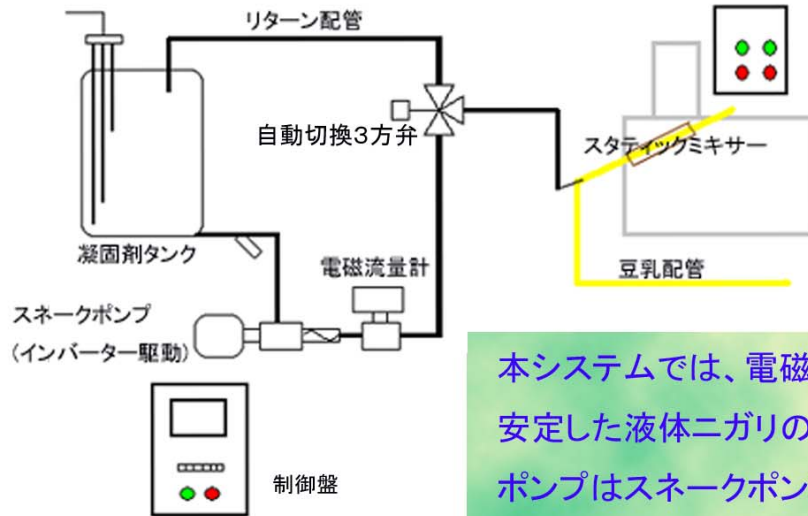 リターン配管
自動切換３方弁
スタティックミキサー
凝固剤タンク
電磁流量計
豆乳配管
スネークポンプ
(インバーター駆動)
制御盤
本システムでは、電磁
安定した液体ニガリの
ポンプはスネークポン